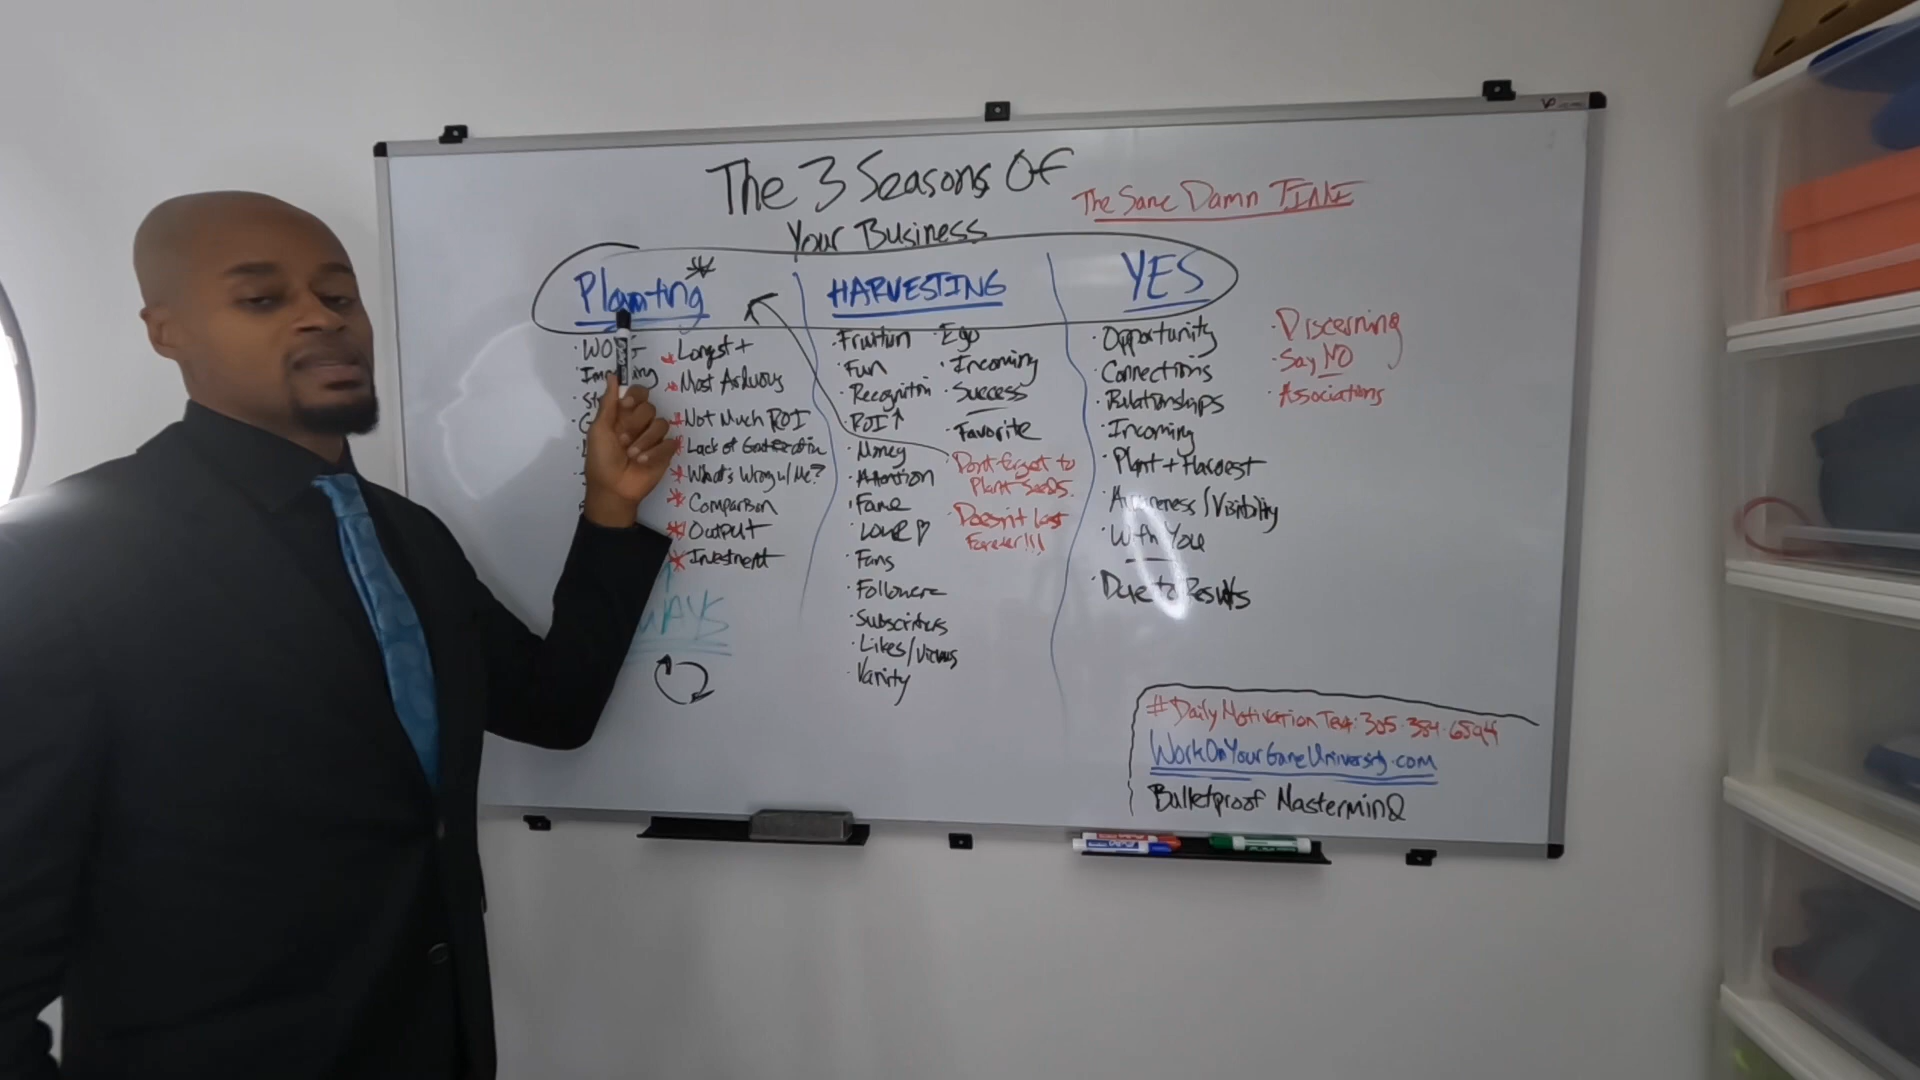 The 3 Seasons Of
The Same Damn TIME
Your Business
Planting
· Longest +
Most Arduous
Not Much ROI
Lack of
What's Wrong w/ Me?
Comparison
OutPUT
Investment
HARVESTING
· Fruition
· Fun
· Recognition
· ROI ↑
· Money
· Attention
· Fame
· Love ♡
· Fans
· Followers
· Subscribers
· Likes/Views
· Vanity
· Ego
· Incoming
· Success
· Favorite
· Dont forget to
Plant SeedS.
· Doesn't last
Forever!!!
YES
· Opportunity
· Connections
· Relationships
· Incoming
· Plant + Harvest
· Awareness/Visibility
· With You
· Due to Results
· Discerning
· Say NO
· Associations
#DailyMotivation Text: 305·384·6894
WorkOnYourGameUniversity.com
Bulletproof Mastermind